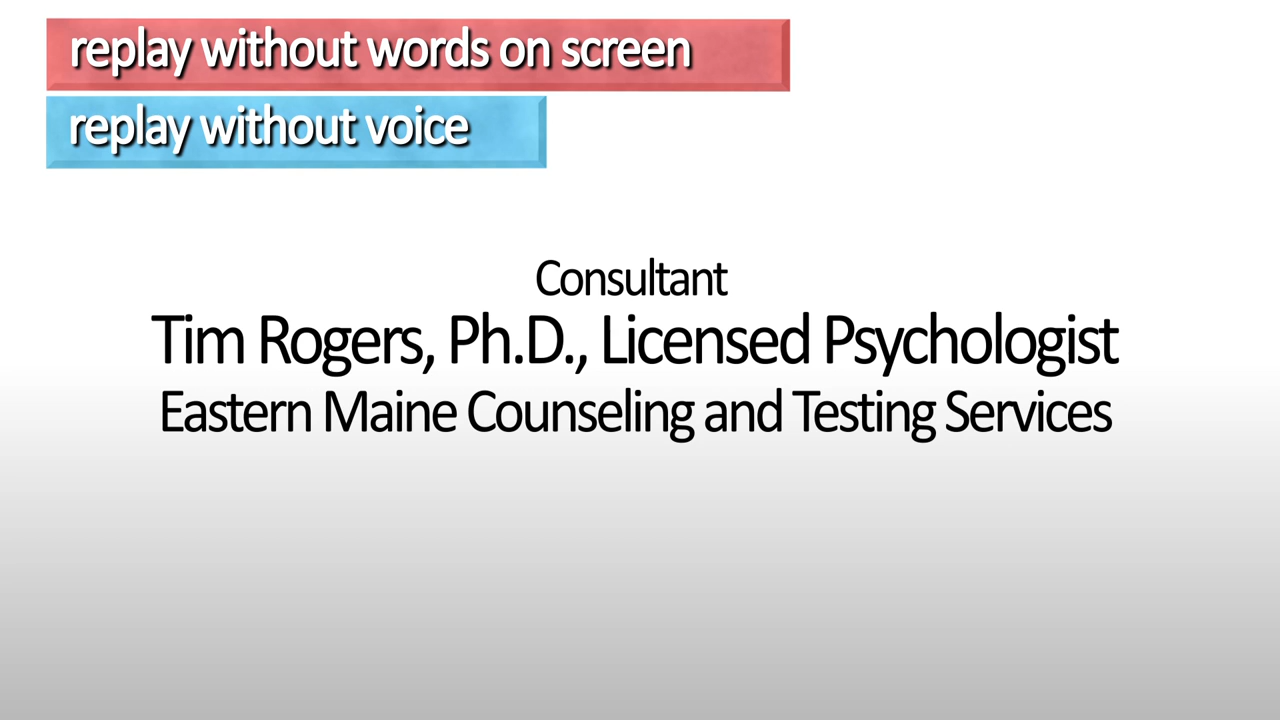 replay without words on screen
replay without voice
Consultant
Tim Rogers, Ph.D., Licensed Psychologist
Eastern Maine Counseling and Testing Services